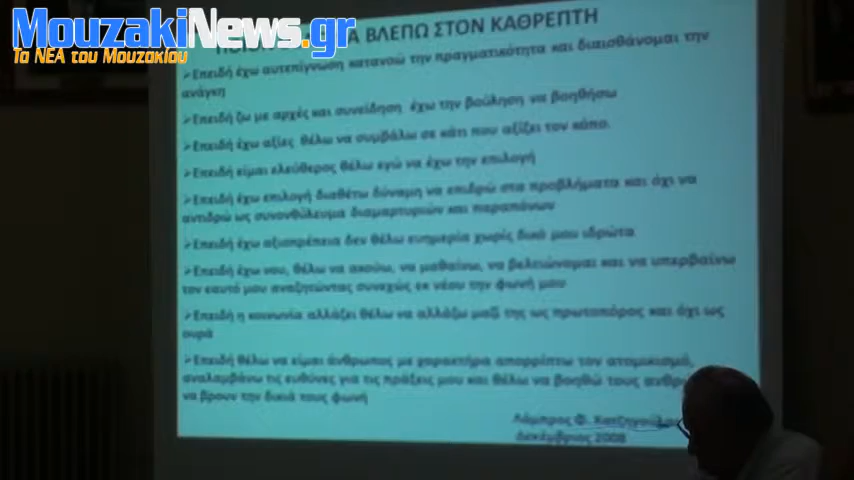 MouzakiNews.gr
Τα ΝΕΑ του Μουζακίου
ΒΛΕΠΩ ΣΤΟΝ ΚΑΘΡΕΠΤΗ
➢Επειδή έχω αυτεπίγνωση κατανοώ την πραγματικότητα και διαισθάνομαι την
ανάγκη
➢Επειδή ζω με αρχές και συνείδηση έχω την βούληση να βοηθήσω
➢Επειδή έχω αξίες θέλω να συμβάλω σε κάτι που αξίζει τον κόπο.
➢Επειδή είμαι ελεύθερος θέλω εγώ να έχω την επιλογή
➢Επειδή έχω επιλογή διαθέτω δύναμη να επιδρώ στα προβλήματα και όχι να
αντιδρώ ως συνονθύλευμα διαμαρτυριών και παραπόνων
➢Επειδή έχω αξιοπρέπεια δεν θέλω ευημερία χωρίς δικό μου ιδρώτα
➢Επειδή έχω νου, θέλω να ακούω, να μαθαίνω, να βελτιώνομαι και να υπερβαίνω
τον εαυτό μου αναζητώντας συνεχώς εκ νέου την φωνή μου
➢Επειδή η κοινωνία αλλάζει θέλω να αλλάζω μαζί της ως πρωτοπόρος και όχι ως
ουρά
➢Επειδή θέλω να είμαι άνθρωπος με χαρακτήρα απορρίπτω τον ατομικισμό,
αναλαμβάνω τις ευθύνες για τις πράξεις μου και θέλω να βοηθώ τους
να βρουν την δικιά τους φωνή
Λάμπρος Φ.
Δεκέμβριος 2008